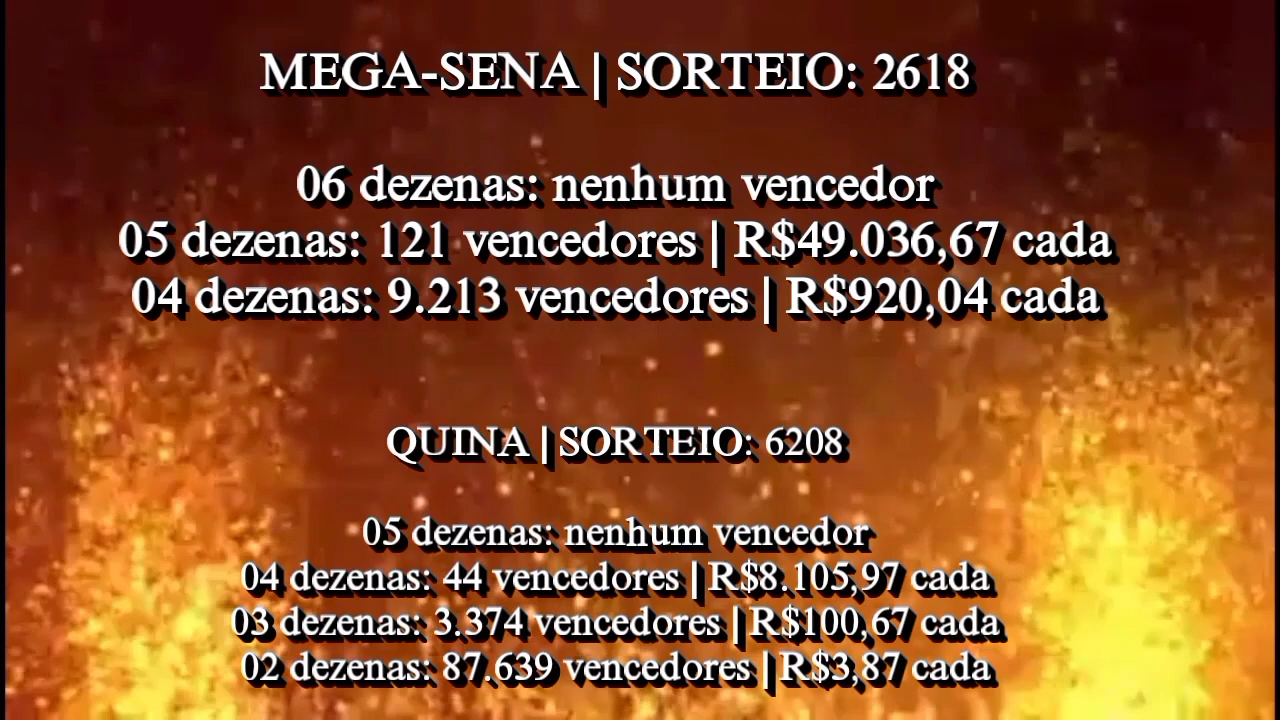 MEGA-SENA | SORTEIO: 2618
06 dezenas: nenhum vencedor
05 dezenas: 121 vencedores | R$49.036,67 cada
04 dezenas: 9.213 vencedores | R$920,04 cada
QUINA | SORTEIO: 6208
05 dezenas: nenhum vencedor
04 dezenas: 44 vencedores | R$8.105,97 cada
03 dezenas: 3.374 vencedores | R$100,67 cada
02 dezenas: 87.639 vencedores | R$3,87 cada